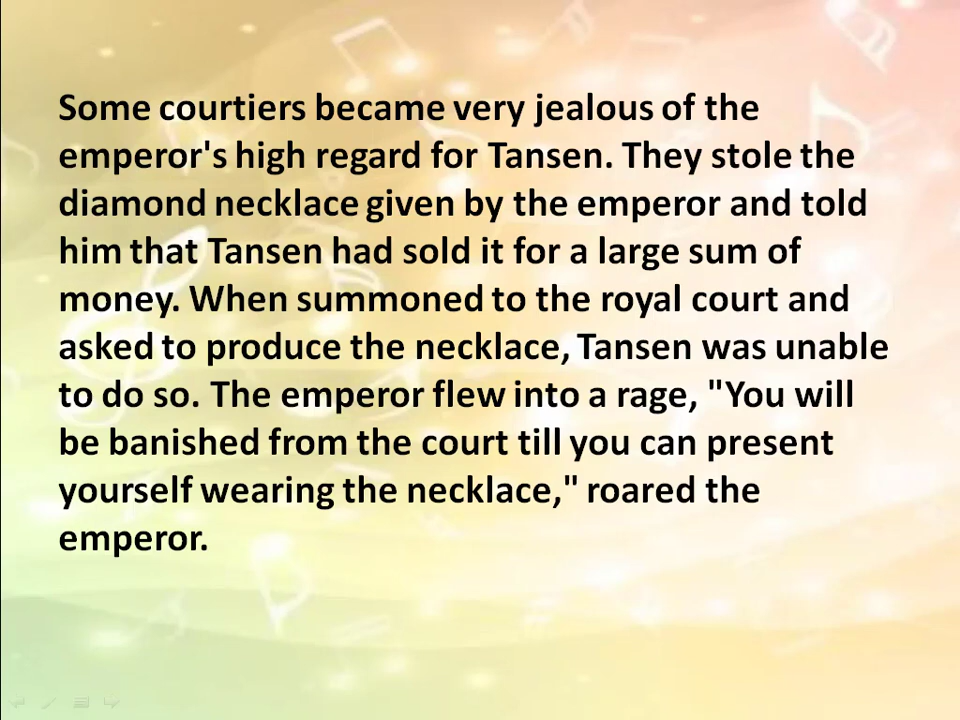 Some courtiers became very jealous of the
emperor's high regard for Tansen. They stole the
diamond necklace given by the emperor and told
him that Tansen had sold it for a large sum of
money. When summoned to the royal court and
asked to produce the necklace, Tansen was unable
to do so. The emperor flew into a rage, "You will
be banished from the court till you can present
yourself wearing the necklace," roared the
emperor.